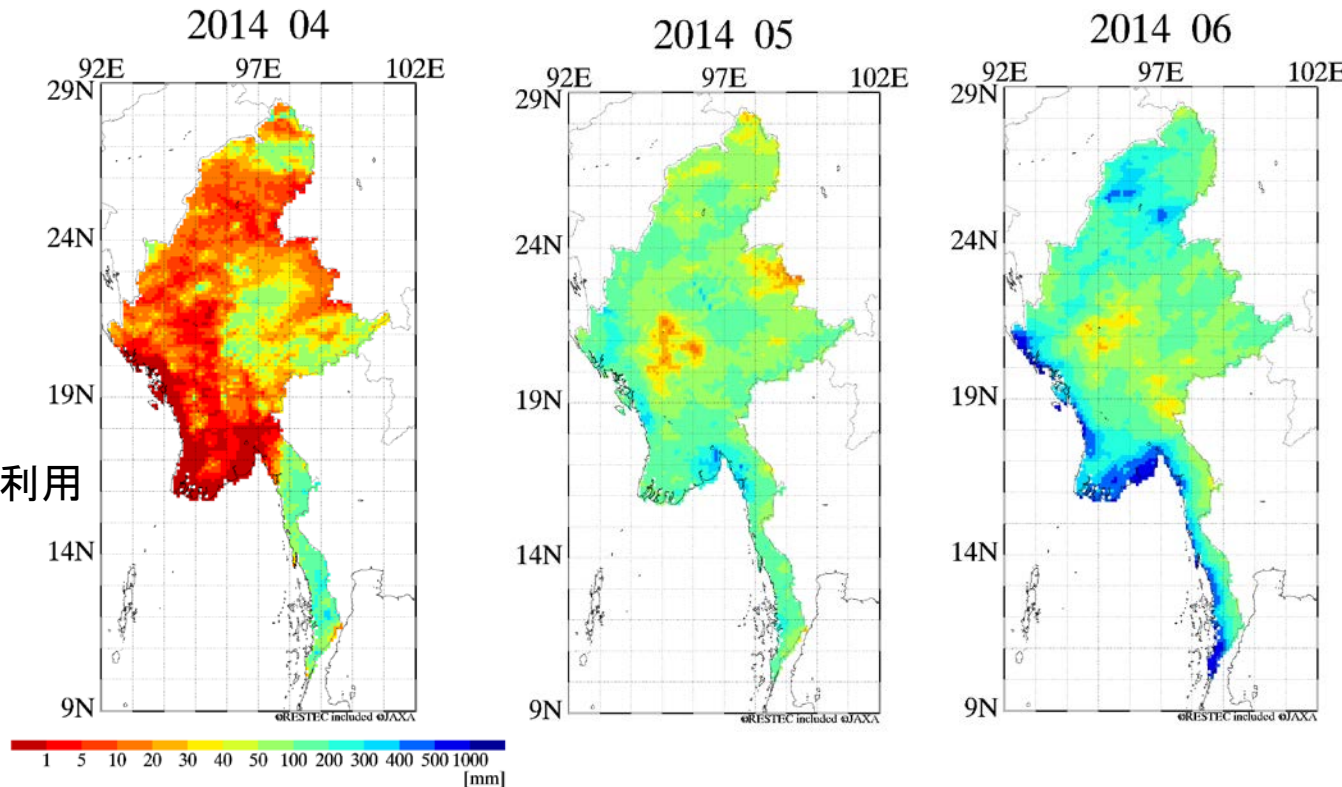 2014 04
2014 05
2014 06
92E 97E 102E
92E 97E 102E
92E 97E 102E
29N
29N
29N
24N
24N
24N
19N
19N
19N
利用
14N
14N
14N
9N
9N
9N
©RESTEC included ©JAXA
©RESTEC included ©JAXA
©RESTEC included ©JAXA
1 5 10 20 30 40 50 100 200 300 400 500 1000
[mm]